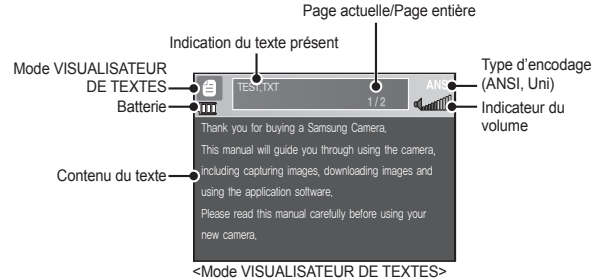 Page actuelle/Page entière
Indication du texte présent
Mode VISUALISATEUR
DE TEXTES
Batterie
Contenu du texte
Type d'encodage
(ANSI, Uni)
Indicateur du
volume
TEST.TXT
1 / 2
ANSI
Thank you for buying a Samsung Camera.
This manual will guide you through using the camera,
including capturing images, downloading images and
using the application software.
Please read this manual carefully before using your
new camera.
<Mode VISUALISATEUR DE TEXTES>